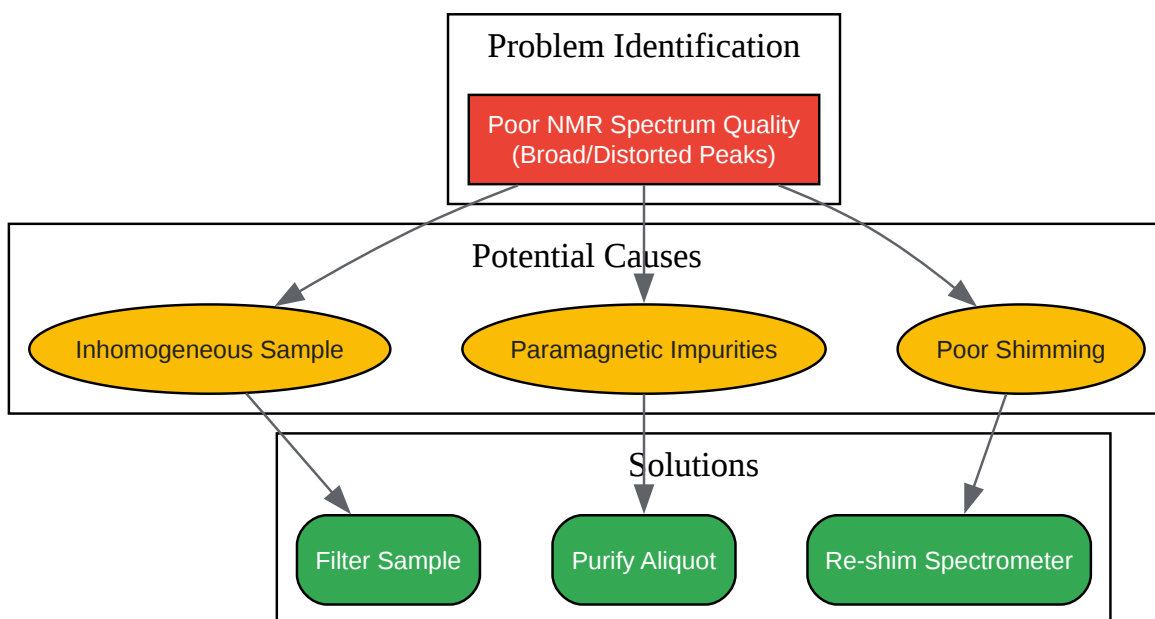 Problem Identification
Poor NMR Spectrum Quality
(Broad/Distorted Peaks)
Potential Causes
Inhomogeneous Sample
Paramagnetic Impurities
Poor Shimming
Solutions
Filter Sample
Purify Aliquot
Re-shim Spectrometer